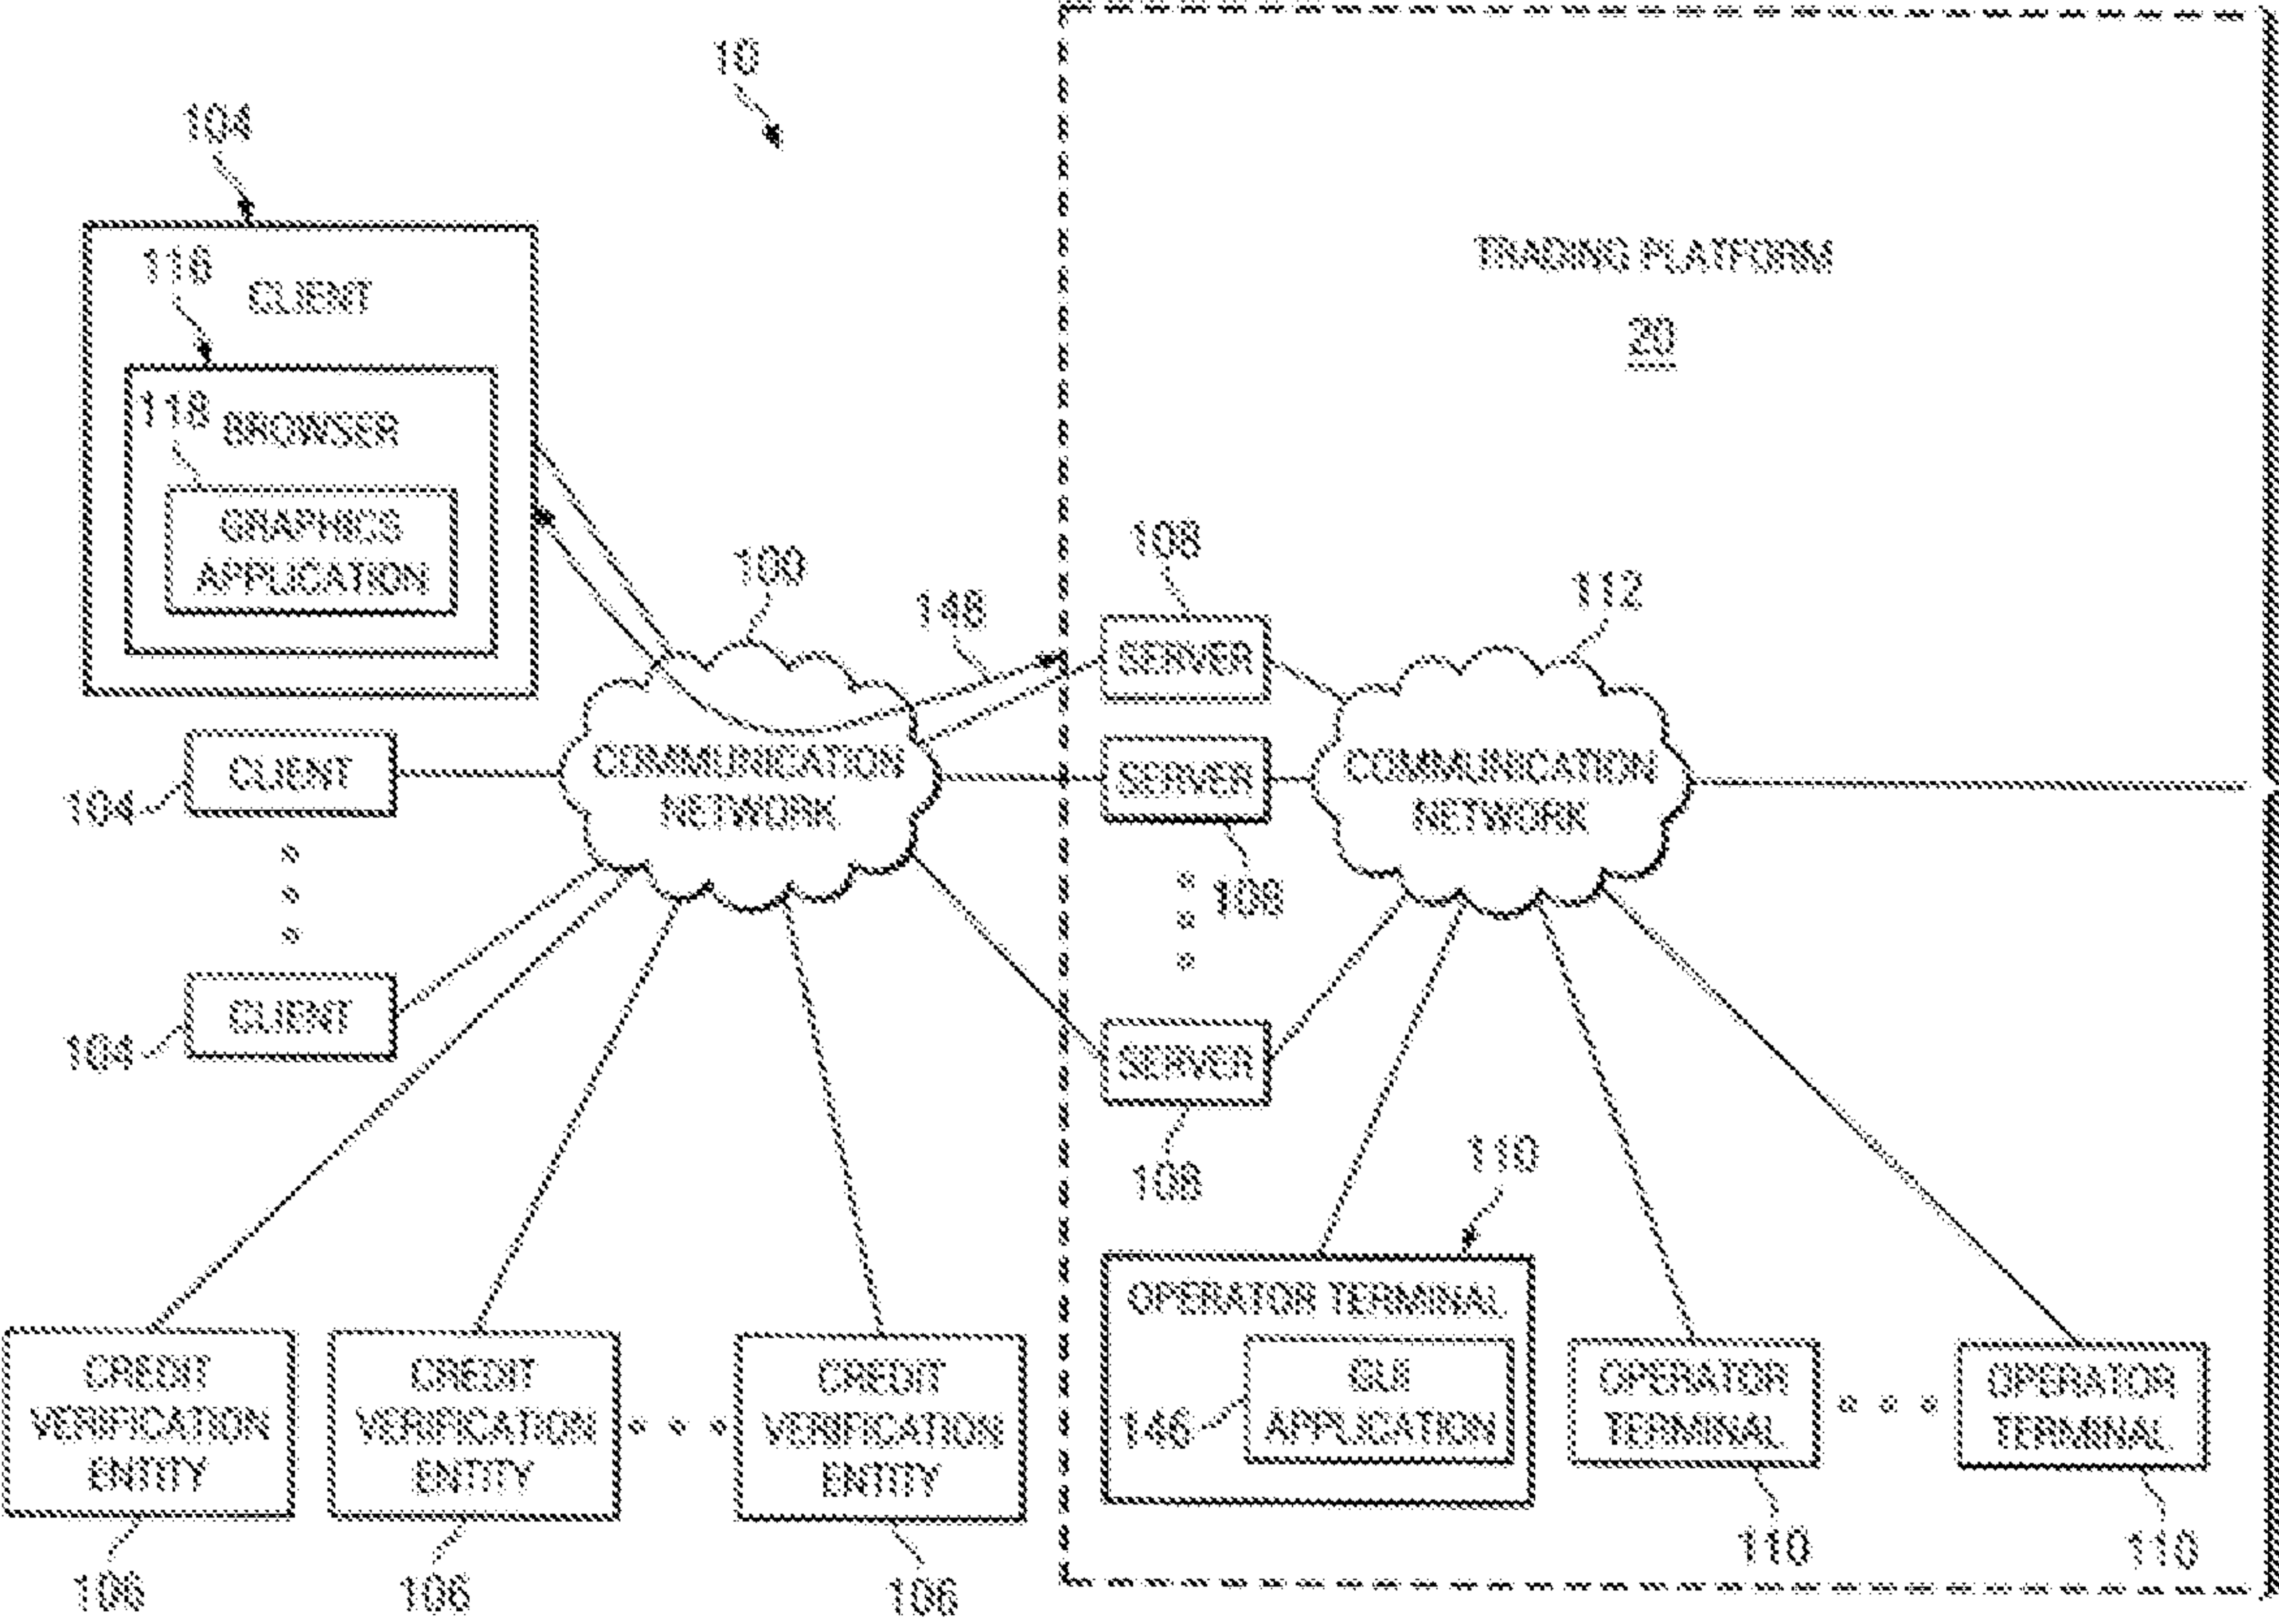 10
104
116
CLIENT
118
BROWSER
GRAPHICS
APPLICATION
TRADING PLATFORM
20
100
148
108
SERVER
112
CLIENT
104
COMMUNICATION
NETWORK
SERVER
108
COMMUNICATION
NETWORK
CLIENT
104
SERVER
108
110
OPERATOR TERMINAL
GUI
APPLICATION
146
OPERATOR
TERMINAL
110
OPERATOR
TERMINAL
110
CREDIT
VERIFICATION
ENTITY
106
CREDIT
VERIFICATION
ENTITY
106
CREDIT
VERIFICATION
ENTITY
106